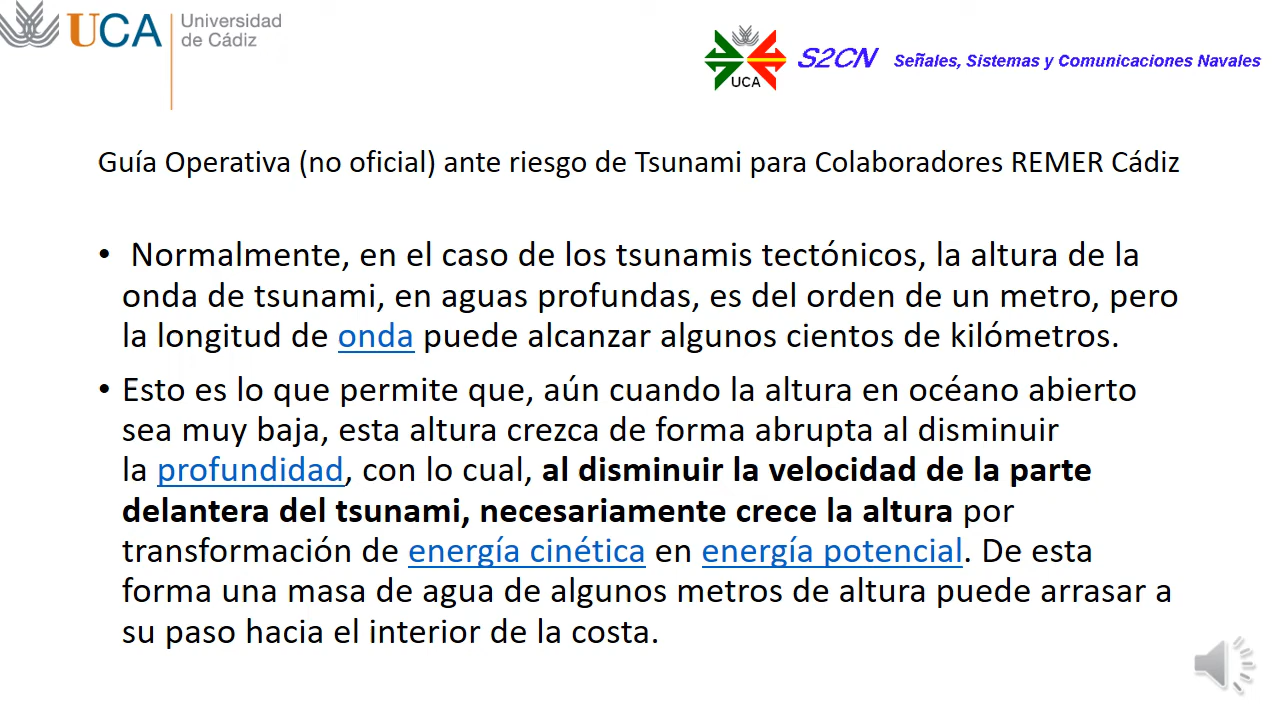 UCA Universidad
de Cádiz
UCA
S2CN Señales, Sistemas y Comunicaciones Navales
Guía Operativa (no oficial) ante riesgo de Tsunami para Colaboradores REMER Cádiz
• Normalmente, en el caso de los tsunamis tectónicos, la altura de la
onda de tsunami, en aguas profundas, es del orden de un metro, pero
la longitud de onda puede alcanzar algunos cientos de kilómetros.
• Esto es lo que permite que, aún cuando la altura en océano abierto
sea muy baja, esta altura crezca de forma abrupta al disminuir
la profundidad, con lo cual, al disminuir la velocidad de la parte
delantera del tsunami, necesariamente crece la altura por
transformación de energía cinética en energía potencial. De esta
forma una masa de agua de algunos metros de altura puede arrasar a
su paso hacia el interior de la costa.